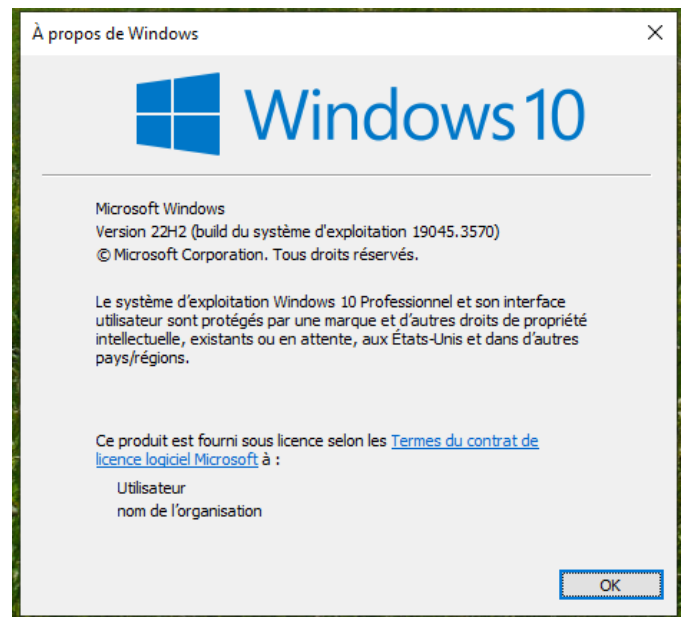 À propos de Windows
Windows 10
Microsoft Windows
Version 22H2 (build du système d'exploitation 19045.3570)
© Microsoft Corporation. Tous droits réservés.
Le système d’exploitation Windows 10 Professionnel et son interface
utilisateur sont protégés par une marque et d’autres droits de propriété
intellectuelle, existants ou en attente, aux États-Unis et dans d’autres
pays/régions.
Ce produit est fourni sous licence selon les Termes du contrat de
licence logiciel Microsoft à :
Utilisateur
nom de l’organisation
OK